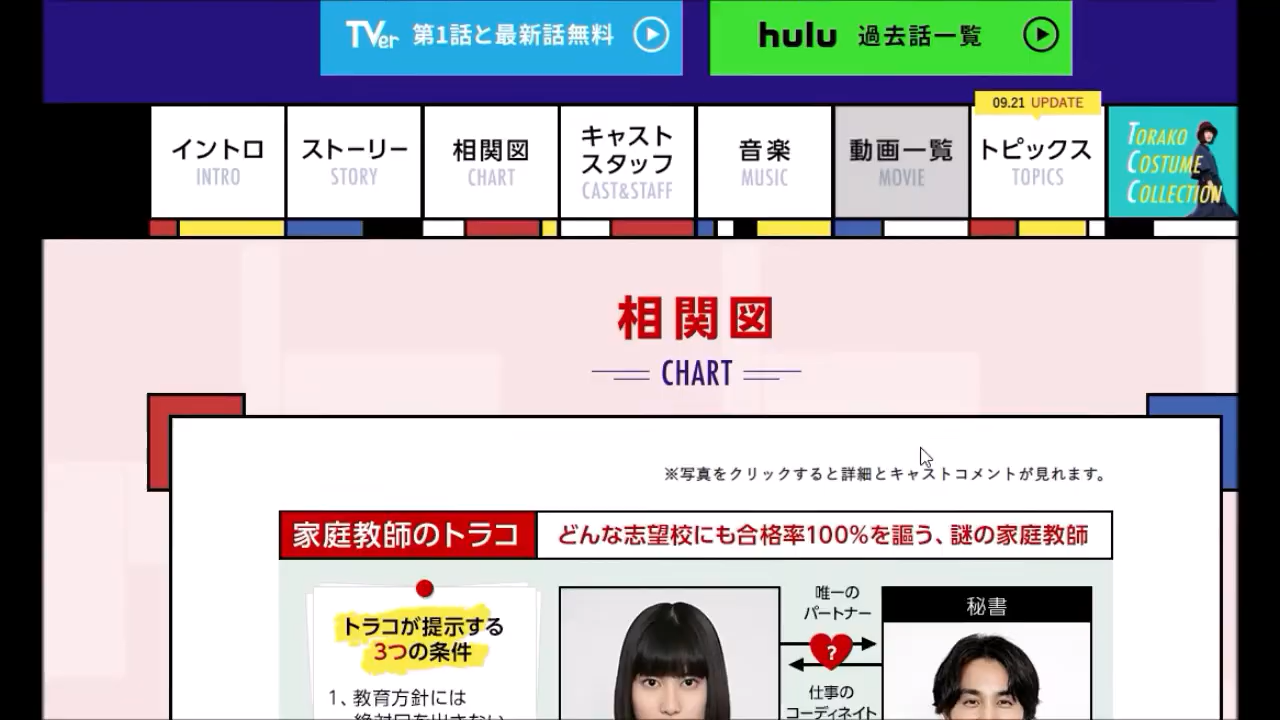 TVer 第1話と最新話無料
hulu 過去話一覧
09.21 UPDATE
イントロ
INTRO
ストーリー
STORY
相関図
CHART
キャスト
スタッフ
CAST&STAFF
音楽
MUSIC
動画一覧
MOVIE
トピックス
TOPICS
TORAKO
COSTUME
COLLECTION
相関図
CHART
※写真をクリックすると詳細とキャストコメントが見れます。
家庭教師のトラコ
どんな志望校にも合格率100%を謳う、謎の家庭教師
トラコが提示する
3つの条件
1、教育方針には
絶対口を出さない
唯一の
パートナー
?
仕事の
コーディネイト
秘書